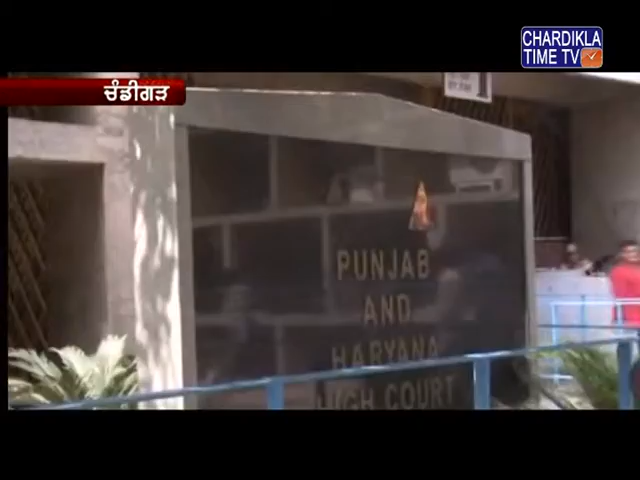 CHARDIKLA
TIME TV
ਚੰਡੀਗੜ
PUNJAB
AND
HARYANA
HIGH COURT